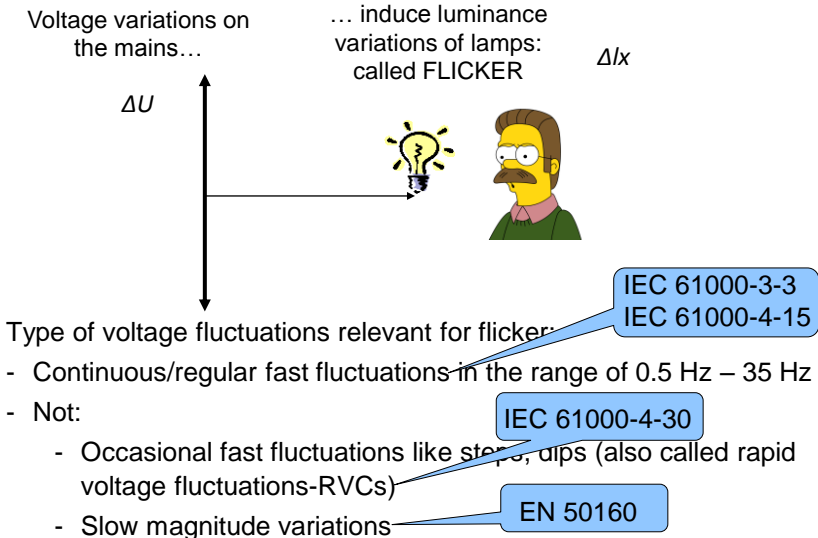 Voltage variations on
the mains…
… induce luminance
variations of lamps:
called FLICKER
Δlx
ΔU
IEC 61000-3-3
IEC 61000-4-15
Type of voltage fluctuations relevant for flicker:
- Continuous/regular fast fluctuations in the range of 0.5 Hz – 35 Hz
- Not:
IEC 61000-4-30
- Occasional fast fluctuations like steps, dips (also called rapid
voltage fluctuations-RVCs)
EN 50160
- Slow magnitude variations